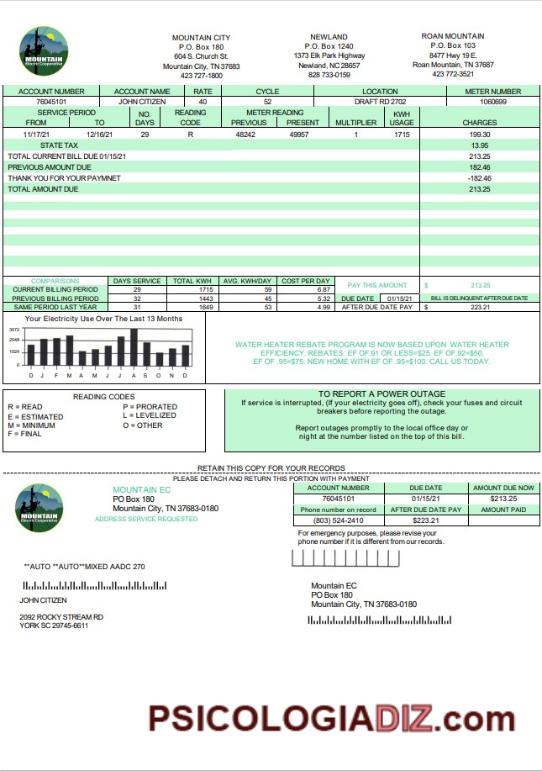 MOUNTAIN
Electric Cooperative
MOUNTAIN CITY
P.O. Box 180
604 S. Church St.
Mountain City, TN 37683
423 727-1800
NEWLAND
P.O. Box 1240
1373 Elk Park Highway
Newland, NC 28657
828 733-0159
ROAN MOUNTAIN
P.O. Box 103
8477 Hwy 19 E.
Roan Mountain, TN 37687
423 772-3521
ACCOUNT NUMBER ACCOUNT NAME RATE CYCLE LOCATION METER NUMBER
76045101 JOHN CITIZEN 40 52 DRAFT RD 2702 1060699
SERVICE PERIOD NO. READING METER READING KWH
FROM TO DAYS CODE PREVIOUS PRESENT MULTIPLIER USAGE CHARGES
11/17/21 12/16/21 29 R 48242 49957 1 1715 199.30
STATE TAX 13.95
TOTAL CURRENT BILL DUE 01/15/21 213.25
PREVIOUS AMOUNT DUE 182.46
THANK YOU FOR YOUR PAYMNET -182.46
TOTAL AMOUNT DUE 213.25
COMPARISONS DAYS SERVICE TOTAL KWH AVG. KWH/DAY COST PER DAY
CURRENT BILLING PERIOD 29 1715 59 6.87
PREVIOUS BILLING PERIOD 32 1443 45 5.32
SAME PERIOD LAST YEAR 31 1649 53 4.99
PAY THIS AMOUNT $ 213.25
DUE DATE 01/15/21 BILL IS DELINQUENT AFTER DUE DATE
AFTER DUE DATE PAY $ 223.21
Your Electricity Use Over The Last 13 Months
3072
2048
1024
0
D J F M A M J J A S O N D
WATER HEATER REBATE PROGRAM IS NOW BASED UPON WATER HEATER
EFFICIENCY. REBATES: EF OF.91 OR LESS=$25. EF OF.92=$50.
EF OF .95=$75. NEW HOME WITH EF OF .95=$100. CALL US TODAY.
READING CODES
R = READ P = PRORATED
E = ESTIMATED L = LEVELIZED
M = MINIMUM O = OTHER
F = FINAL
TO REPORT A POWER OUTAGE
If service is interrupted, (If your electricity goes off), check your fuses and circuit
breakers before reporting the outage.
Report outages promptly to the local office day or
night at the number listed on the top of this bill.
RETAIN THIS COPY FOR YOUR RECORDS
PLEASE DETACH AND RETURN THIS PORTION WITH PAYMENT
MOUNTAIN
Electric Cooperative
MOUNTAIN EC
PO Box 180
Mountain City, TN 37683-0180
ADDRESS SERVICE REQUESTED
ACCOUNT NUMBER DUE DATE AMOUNT DUE NOW
76045101 01/15/21 $213.25
Phone number on record AFTER DUE DATE PAY AMOUNT PAID
(803) 524-2410 $223.21
For emergency purposes, please revise your
phone number if it is different from our records.
**AUTO **AUTO**MIXED AADC 270
JOHN CITIZEN
2092 ROCKY STREAM RD
YORK SC 29745-6611
Mountain EC
PO Box 180
Mountain City, TN 37683-0180
PSICOLOGIADIZ.com